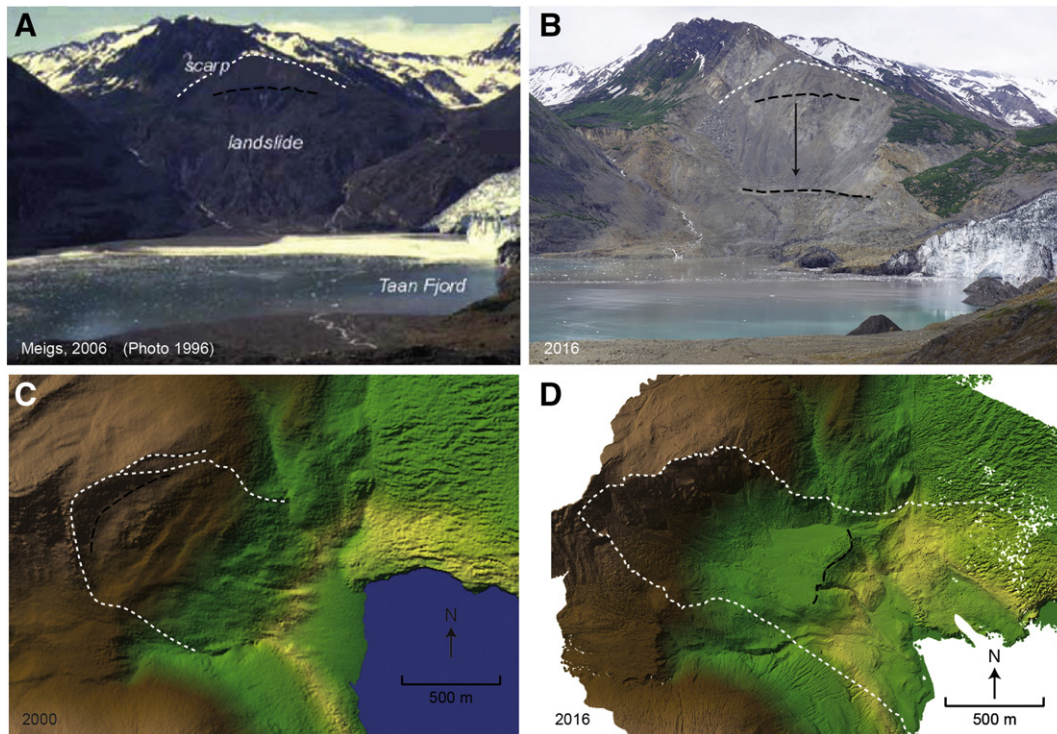 A
scarp
landslide
Taan Fjord
Meigs, 2006 (Photo 1996)
B
2016
C
N
500 m
2000
D
N
500 m
2016